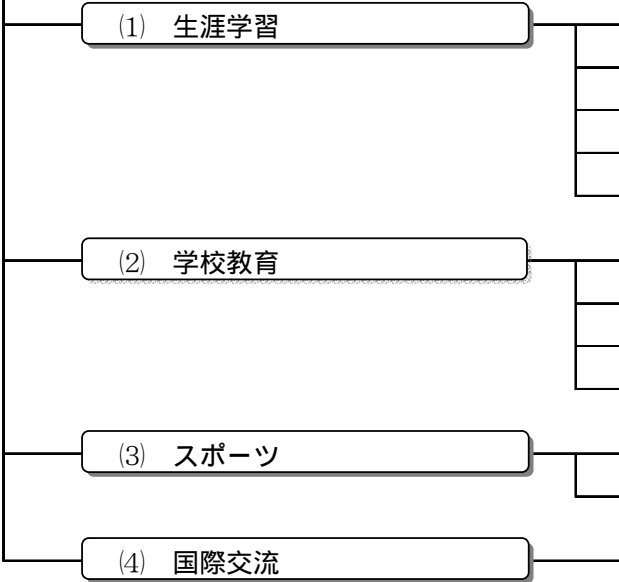 ⑴　生涯学習
⑵　学校教育
⑶　スポーツ
⑷　国際交流